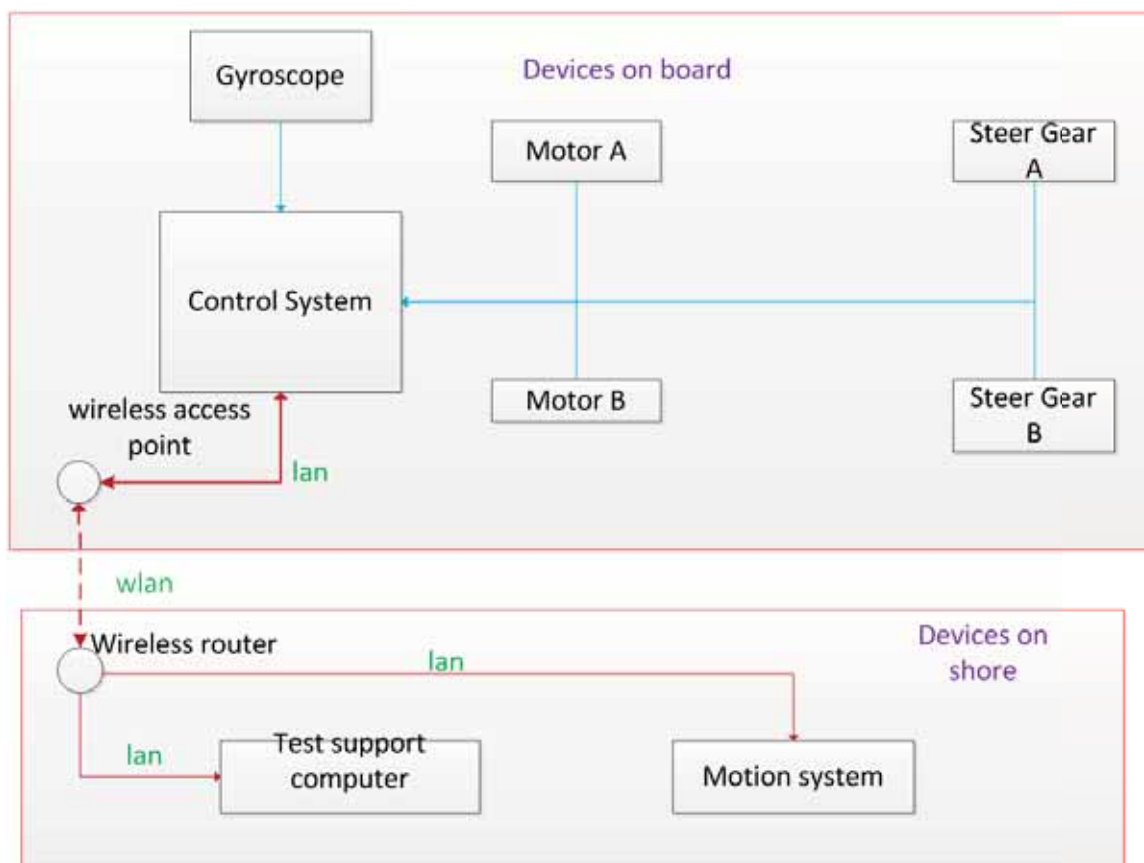 Gyroscope
Devices on board
Motor A
Steer Gear
A
Control System
Motor B
Steer Gear
B
wireless access
point
lan
wlan
Wireless router
lan
Devices on
shore
lan
Test support
computer
Motion system